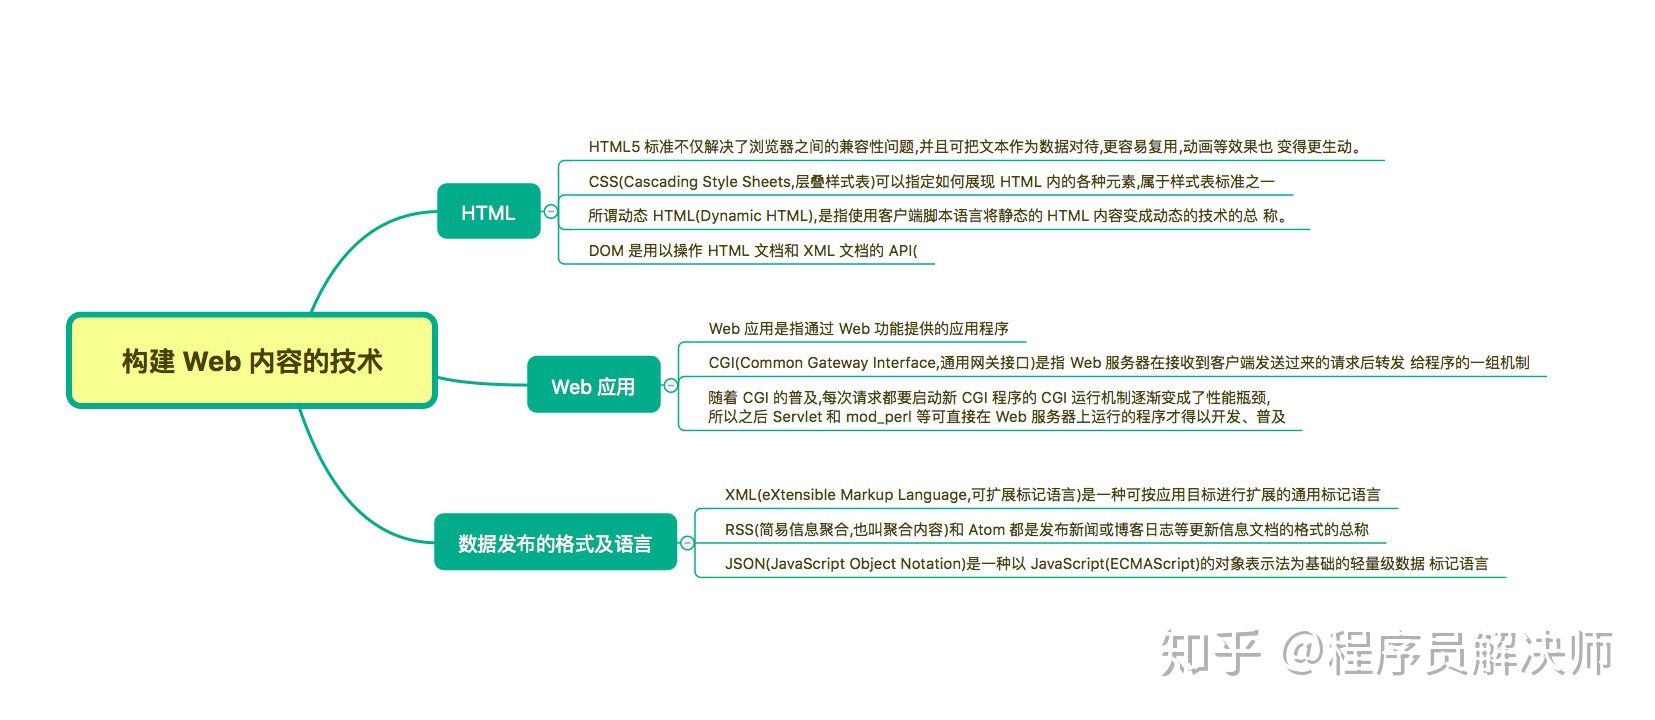 HTML5 标准不仅解决了浏览器之间的兼容性问题,并且可把文本作为数据对待,更容易复用,动画等效果也 变得更生动。
CSS(Cascading Style Sheets,层叠样式表)可以指定如何展现 HTML 内的各种元素,属于样式表标准之一
HTML
所谓动态 HTML(Dynamic HTML),是指使用客户端脚本语言将静态的 HTML 内容变成动态的技术的总 称。
DOM 是用以操作 HTML 文档和 XML 文档的 API(
构建 Web 内容的技术
Web 应用是指通过 Web 功能提供的应用程序
CGI(Common Gateway Interface,通用网关接口)是指 Web 服务器在接收到客户端发送过来的请求后转发 给程序的一组机制
Web 应用
随着 CGI 的普及,每次请求都要启动新 CGI 程序的 CGI 运行机制逐渐变成了性能瓶颈,
所以之后 Servlet 和 mod_perl 等可直接在 Web 服务器上运行的程序才得以开发、普及
XML(eXtensible Markup Language,可扩展标记语言)是一种可按应用目标进行扩展的通用标记语言
RSS(简易信息聚合,也叫聚合内容)和 Atom 都是发布新闻或博客日志等更新信息文档的格式的总称
数据发布的格式及语言
JSON(JavaScript Object Notation)是一种以 JavaScript(ECMAScript)的对象表示法为基础的轻量级数据 标记语言
知乎 @程序员解决师